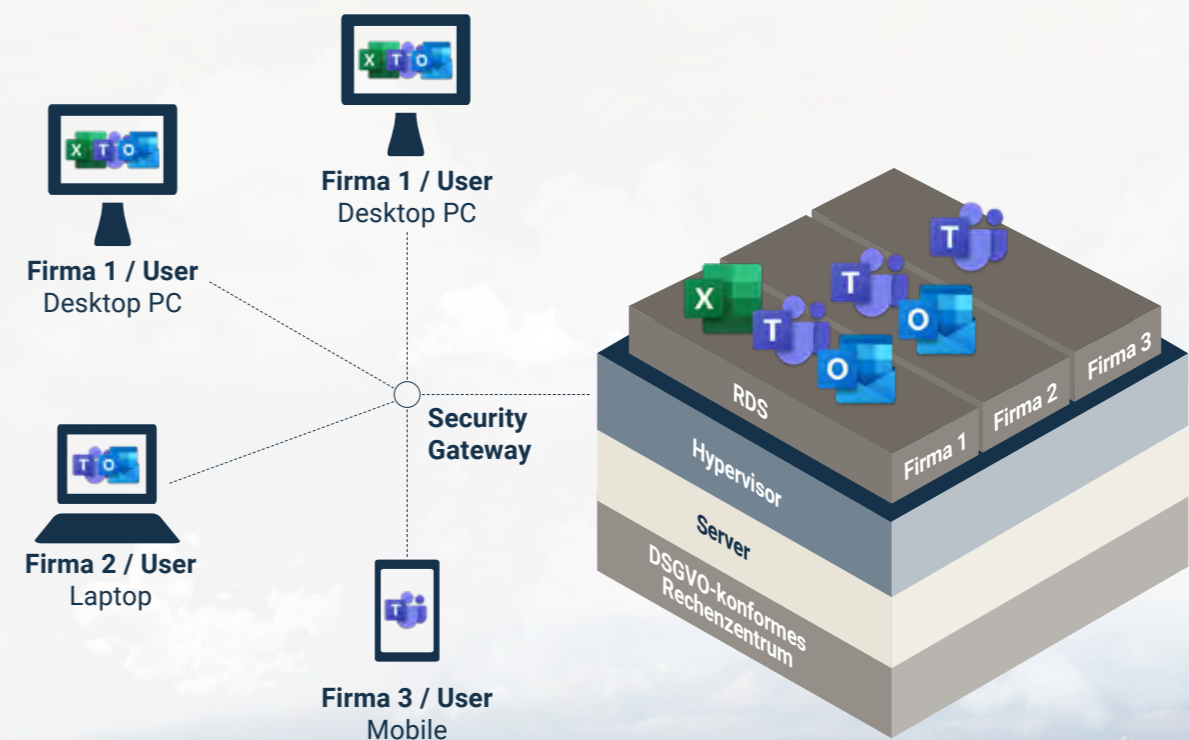 X T O
Firma 1 / User
Desktop PC
X T O
Firma 1 / User
Desktop PC
T O
Firma 2 / User
Laptop
T
Firma 3 / User
Mobile
Security
Gateway
T
T
O
X
T
O
RDS
Firma 1
Firma 2
Firma 3
Hypervisor
Server
DSGVO-konformes
Rechenzentrum